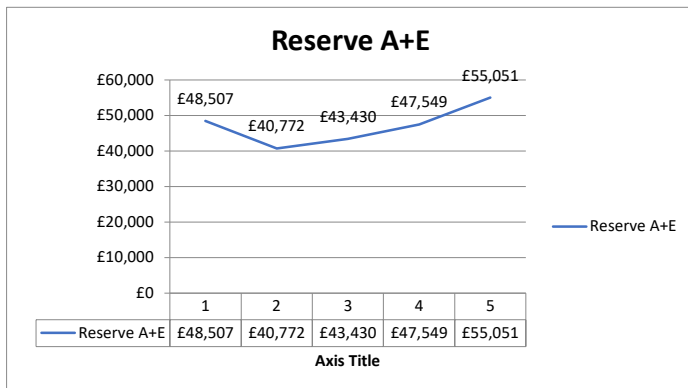 Reserve A+E
£60,000
£50,000
£40,000
£30,000
£20,000
£10,000
£0
£48,507
£40,772
£43,430
£47,549
£55,051
Reserve A+E
1 2 3 4 5
Reserve A+E £48,507 £40,772 £43,430 £47,549 £55,051
Axis Title